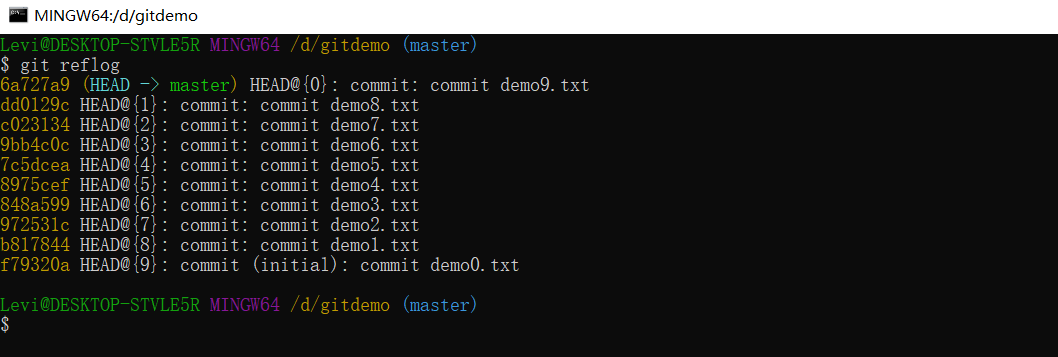 MINGW64:/d/gitdemo
Levi@DESKTOP-STVLE5R MINGW64 /d/gitdemo (master)
$ git reflog
6a727a9 (HEAD -> master) HEAD@{0}: commit: commit demo9.txt
dd0129c HEAD@{1}: commit: commit demo8.txt
c023134 HEAD@{2}: commit: commit demo7.txt
9bb4c0c HEAD@{3}: commit: commit demo6.txt
7c5dcea HEAD@{4}: commit: commit demo5.txt
8975cef HEAD@{5}: commit: commit demo4.txt
848a599 HEAD@{6}: commit: commit demo3.txt
972531c HEAD@{7}: commit: commit demo2.txt
b817844 HEAD@{8}: commit: commit demo1.txt
f79320a HEAD@{9}: commit (initial): commit demo0.txt
Levi@DESKTOP-STVLE5R MINGW64 /d/gitdemo (master)
$